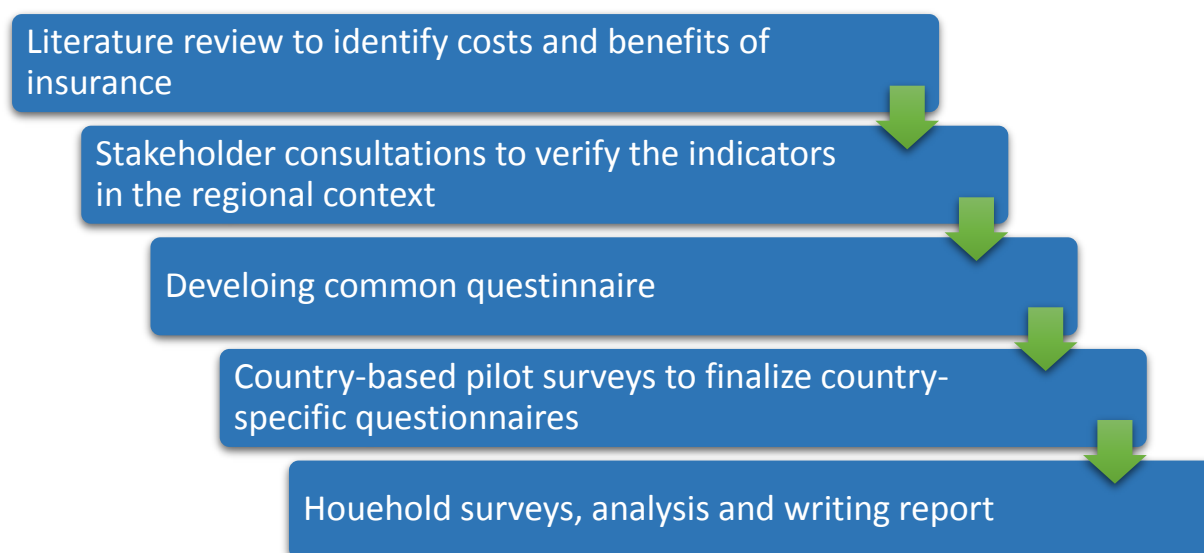 Literature review to identify costs and benefits of
insurance
Stakeholder consultations to verify the indicators
in the regional context
Develoing common questinnaire
Country-based pilot surveys to finalize country-
specific questionnaires
Houehold surveys, analysis and writing report